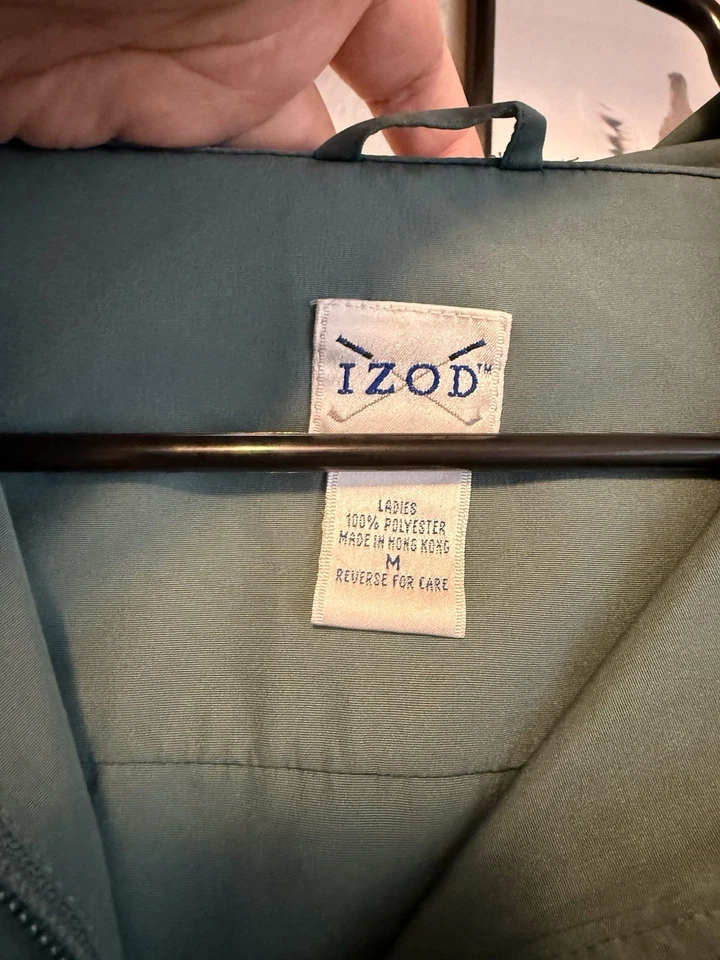 IZOD™
LADIES
100% POLYESTER
MADE IN HONG KONG
M
REVERSE FOR CARE